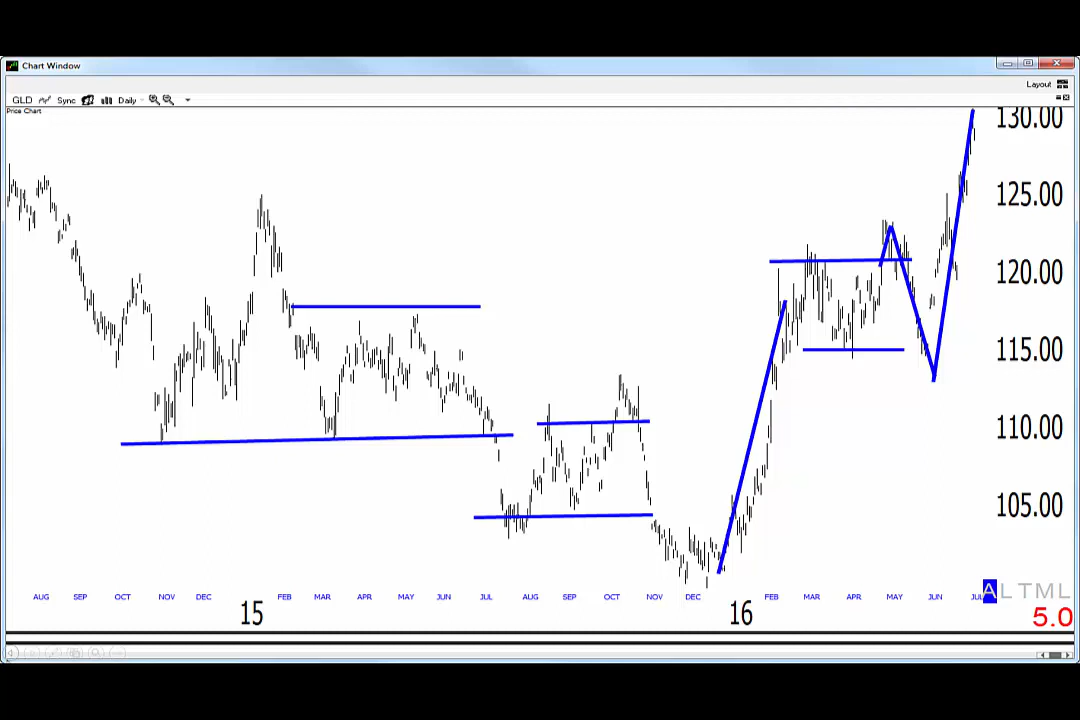 Chart Window
Layout
GLD Sync Daily
Price Chart
130.00
125.00
120.00
115.00
110.00
105.00
AUG SEP OCT NOV DEC FEB MAR APR MAY JUN JUL AUG SEP OCT NOV DEC FEB MAR APR MAY JUN JUL
15 16
ALTML
5.0